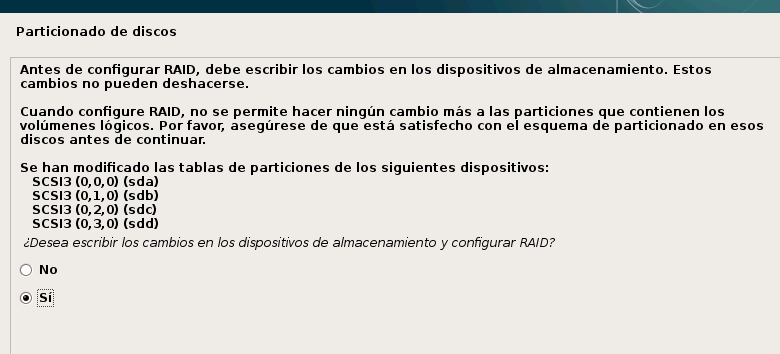 Particionado de discos
Antes de configurar RAID, debe escribir los cambios en los dispositivos de almacenamiento. Estos
cambios no pueden deshacerse.
Cuando configure RAID, no se permite hacer ningún cambio más a las particiones que contienen los
volúmenes lógicos. Por favor, asegúrese de que está satisfecho con el esquema de particionado en esos
discos antes de continuar.
Se han modificado las tablas de particiones de los siguientes dispositivos:
SCSI3 (0,0,0) (sda)
SCSI3 (0,1,0) (sdb)
SCSI3 (0,2,0) (sdc)
SCSI3 (0,3,0) (sdd)
¿Desea escribir los cambios en los dispositivos de almacenamiento y configurar RAID?
No
Sí